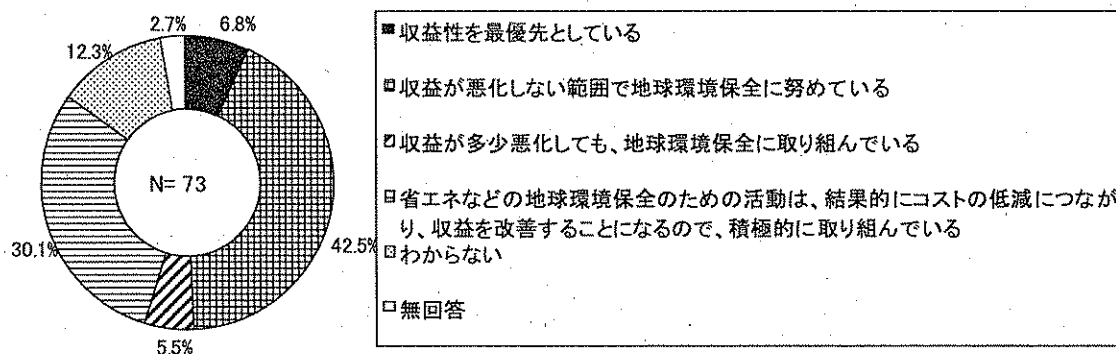 2.7%
6.8%
12.3%
N= 73
30.1%
42.5%
5.5%
収益性を最優先としている
収益が悪化しない範囲で地球環境保全に努めている
収益が多少悪化しても、地球環境保全に取り組んでいる
省エネなどの地球環境保全のための活動は、結果的にコストの低減につなが
り、収益を改善することになるので、積極的に取り組んでいる
わからない
無回答